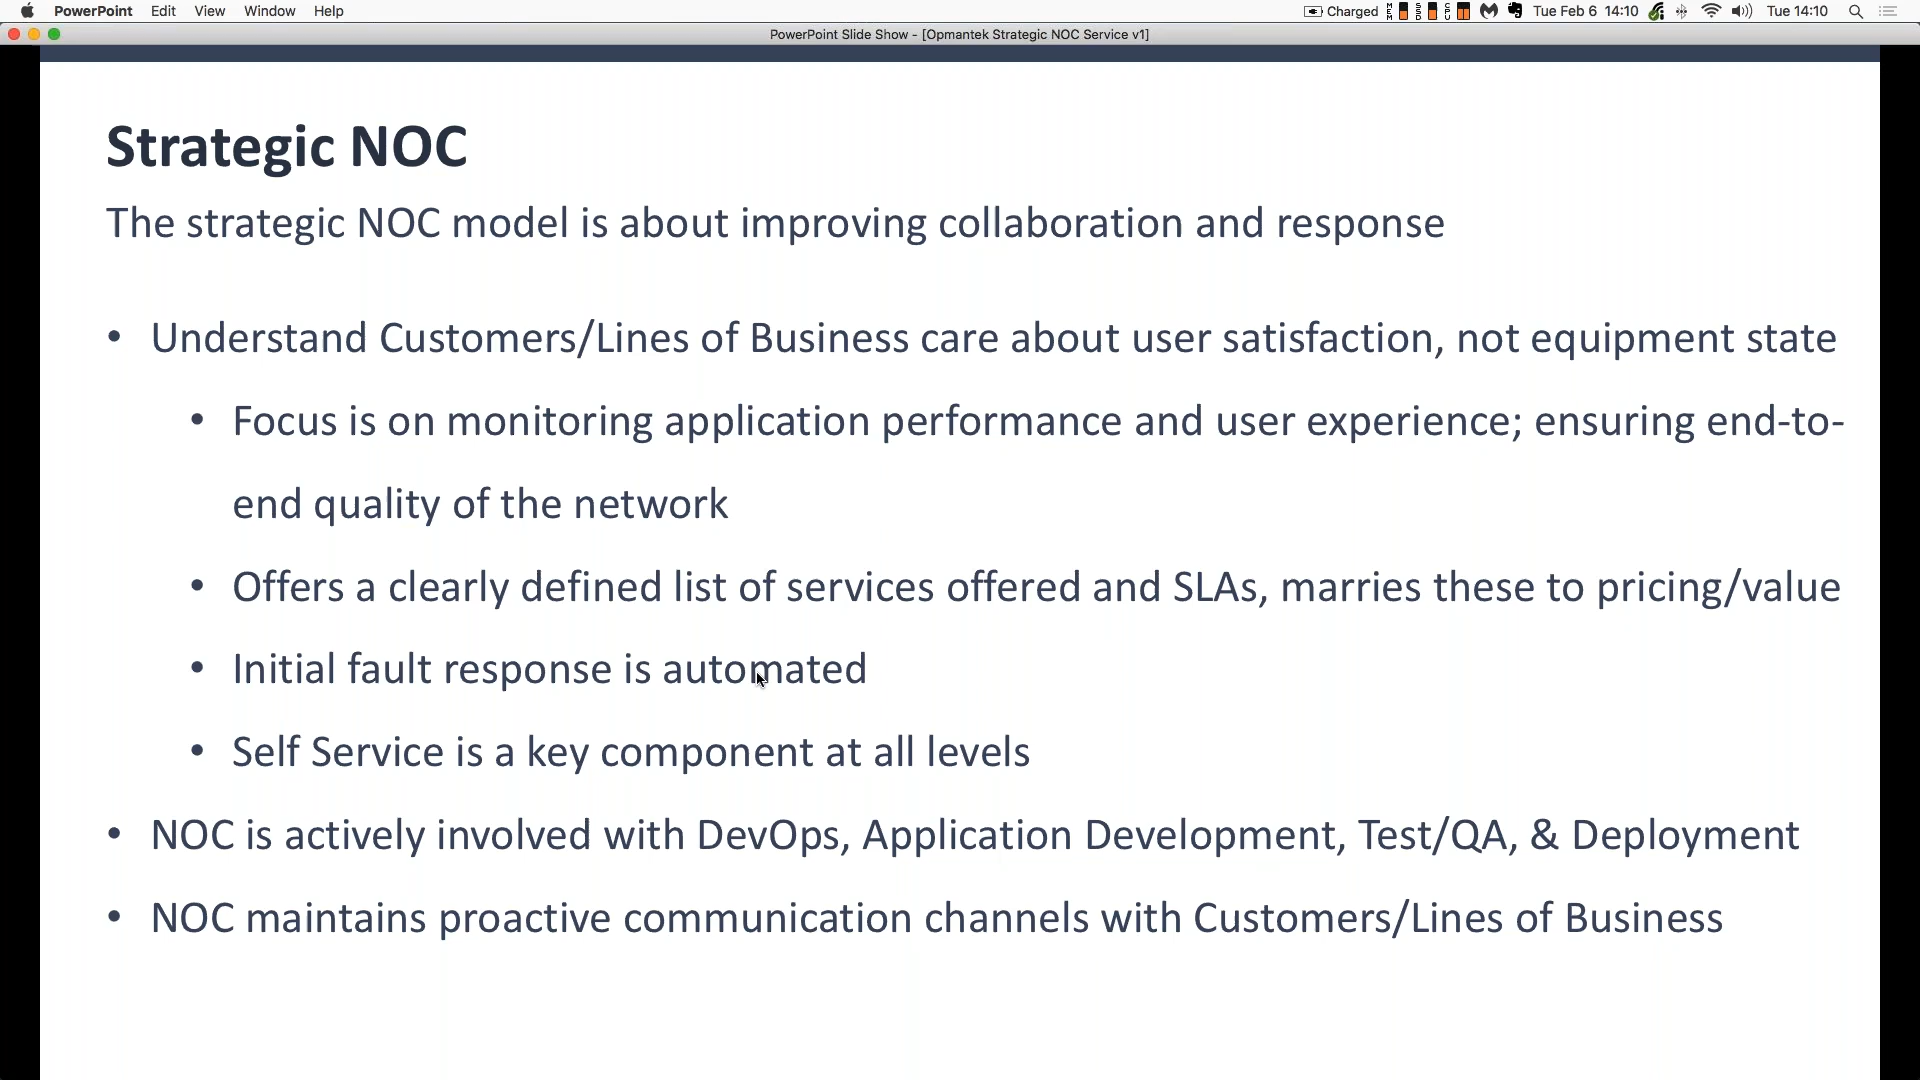 PowerPoint Edit View Window Help Charged MEM SSD CPU Tue Feb 6 14:10 Tue 14:10
PowerPoint Slide Show - [Opmantek Strategic NOC Service v1]
Strategic NOC
The strategic NOC model is about improving collaboration and response
• Understand Customers/Lines of Business care about user satisfaction, not equipment state
• Focus is on monitoring application performance and user experience; ensuring end-to-
end quality of the network
• Offers a clearly defined list of services offered and SLAs, marries these to pricing/value
• Initial fault response is automated
• Self Service is a key component at all levels
• NOC is actively involved with DevOps, Application Development, Test/QA, & Deployment
• NOC maintains proactive communication channels with Customers/Lines of Business